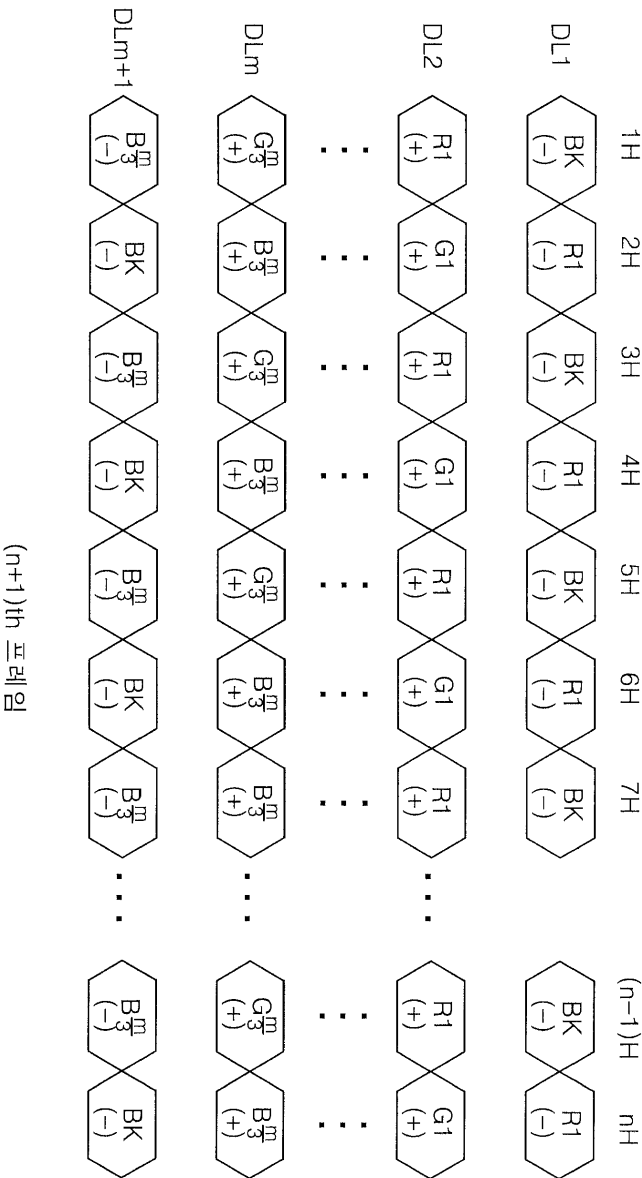 1H 2H 3H 4H 5H 6H 7H (n-1)H nH
DL1 BK R1 BK R1 BK R1 BK BK R1
(−) (−) (−) (−) (−) (−) (−) (−) (−)
DL2 R1 G1 R1 G1 R1 G1 R1 ... R1 G1
(+) (+) (+) (+) (+) (+) (+) (+) (+)
... ... ... ... ... ... ... ... ...
DLm G m/3 B m/3 G m/3 B m/3 G m/3 B m/3 B m/3 ... G m/3 B m/3
(+) (+) (+) (+) (+) (+) (+) (+) (+)
DLm+1 B m/3 BK B m/3 BK B m/3 BK B m/3 ... B m/3 BK
(−) (−) (−) (−) (−) (−) (−) (−) (−)
(n+1)th 프레임